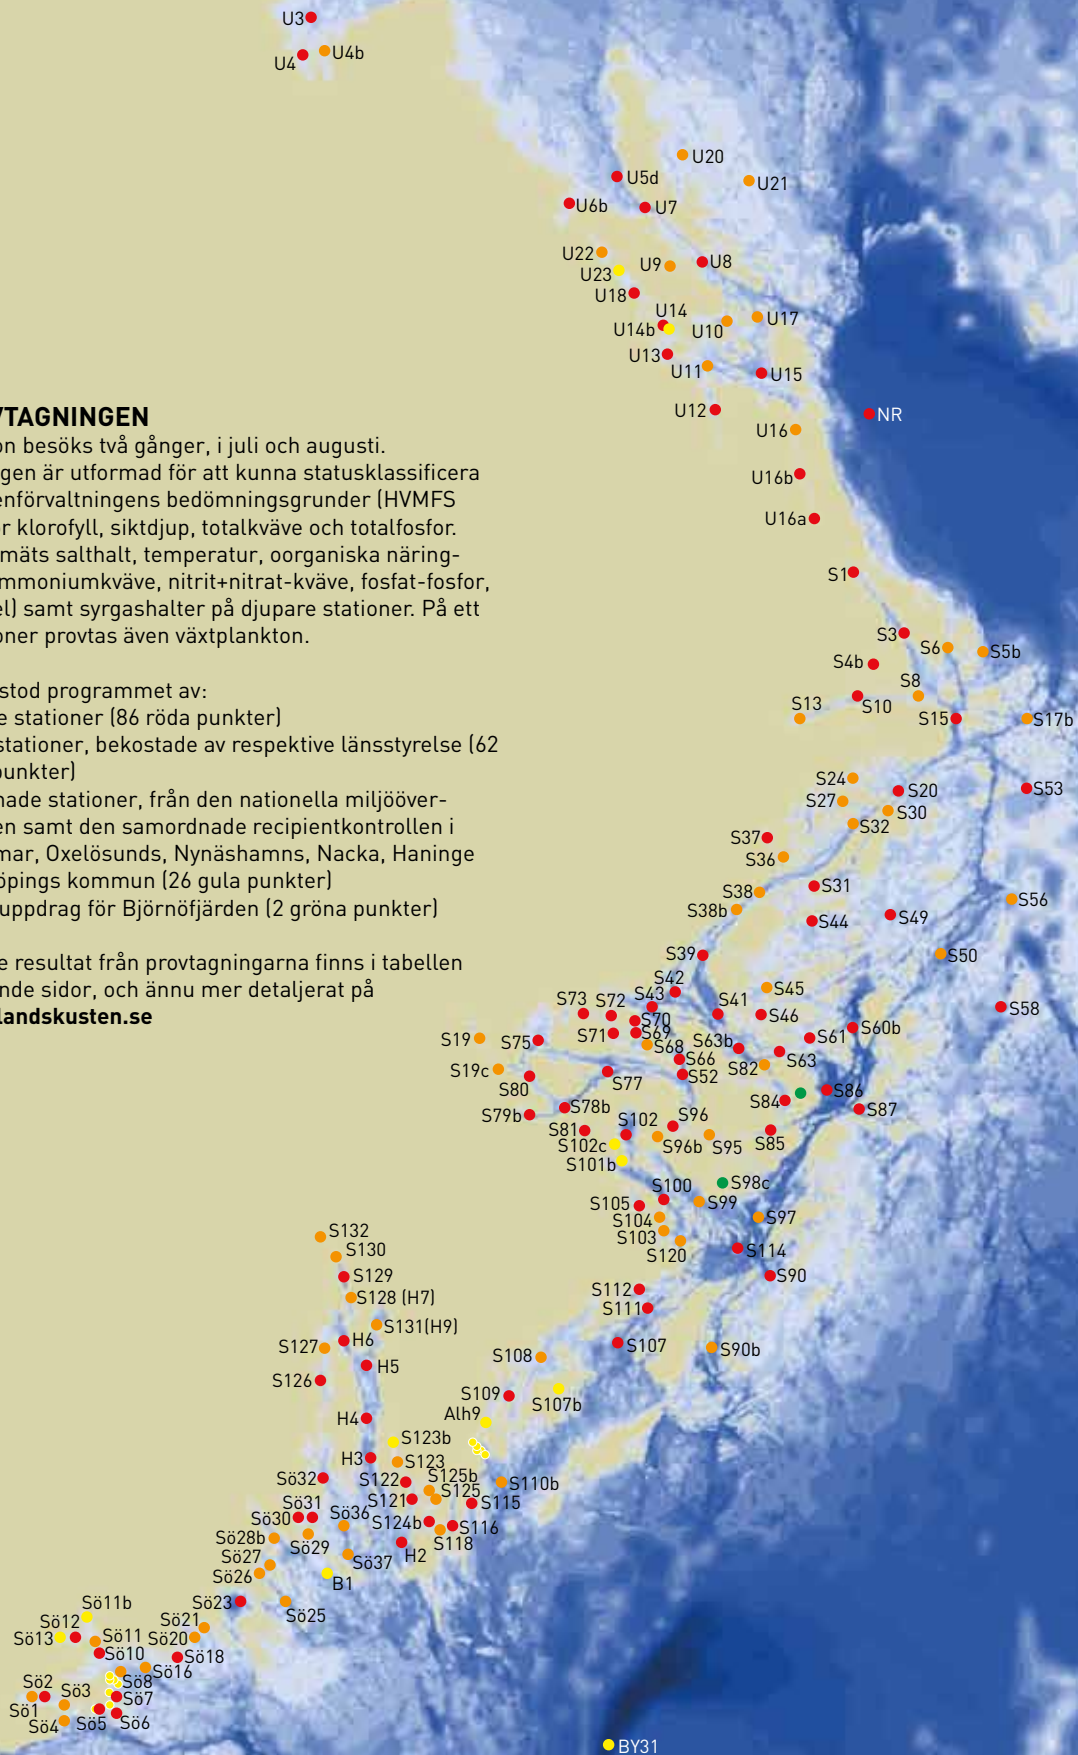 U3
U4b
U4
U20
U5d
U21
U6b
U7
U22
U9
U8
U23
U18
U14
U17
U14b
U10
U13
U11
U15
U12
NR
VTAGNINGEN
U16
on besöks två gånger, i juli och augusti.
gen är utformad för att kunna statusklassificera
U16b
enförvaltningens bedömningsgrunder (HVMFS
r klorofyll, siktdjup, totalkväve och totalfosfor.
U16a
mäts salthalt, temperatur, oorganiska näring-
mmoniumkväve, nitrit+nitrat-kväve, fosfat-fosfor,
S1
el) samt syrgashalter på djupare stationer. På ett
oner provtas även växtplankton.
S3
S6
S5b
S4b
stod programmet av:
S8
S13
S10
S15
S17b
e stationer (86 röda punkter)
stationer, bekostade av respektive länsstyrelse (62
punkter)
S24
S20
S53
nade stationer, från den nationella miljööver-
S27
S30
en samt den samordnade recipientkontrollen i
S32
S37
mar, Oxelösunds, Nynäshamns, Nacka, Haninge
S36
öpings kommun (26 gula punkter)
S31
S38
S56
uppdrag för Björnöfjärden (2 gröna punkter)
S38b
S44
S49
S39
S50
e resultat från provtagningarna finns i tabellen
S42
nde sidor, och ännu mer detaljerat på
S45
landskusten.se
S73
S72
S43
S41
S46
S58
S70
S60b
S19
S75
S71
S69
S63b
S61
S68
S63
S19c
S66
S82
S80
S77
S52
S86
S84
S87
S79b
S78b
S81
S102
S96
S85
S102c
S96b
S95
S101b
S98c
S100
S105
S99
S104
S97
S132
S103
S130
S120
S114
S129
S90
S112
S128 (H7)
S111
S131(H9)
S127
H6
S107
S90b
S108
H5
S126
S109
S107b
Alh9
H4
S123b
H3
S123
Sö32
S122
S125b
S110b
S125
Sö31
S121
S115
Sö30
Sö36
S124b
S116
Sö28b
Sö29
S118
H2
Sö27
Sö37
Sö26
B1
Sö11b
Sö23
Sö25
Sö12
Sö21
Sö13
Sö11
Sö20
Sö10
Sö18
Sö16
Sö2
Sö8
Sö3
Sö7
Sö1
Sö5
Sö6
Sö4
BY31